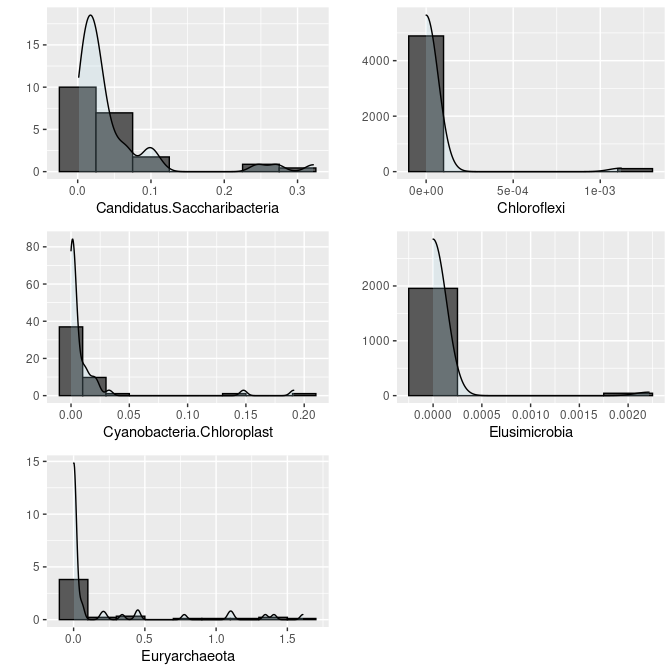 15
10
5
0
0.0 0.1 0.2 0.3
Candidatus.Saccharibacteria
4000
2000
0
0e+00 5e-04 1e-03
Chloroflexi
80
60
40
20
0
0.00 0.05 0.10 0.15 0.20
Cyanobacteria.Chloroplast
2000
1000
0
0.0000 0.0005 0.0010 0.0015 0.0020
Elusimicrobia
15
10
5
0
0.0 0.5 1.0 1.5
Euryarchaeota